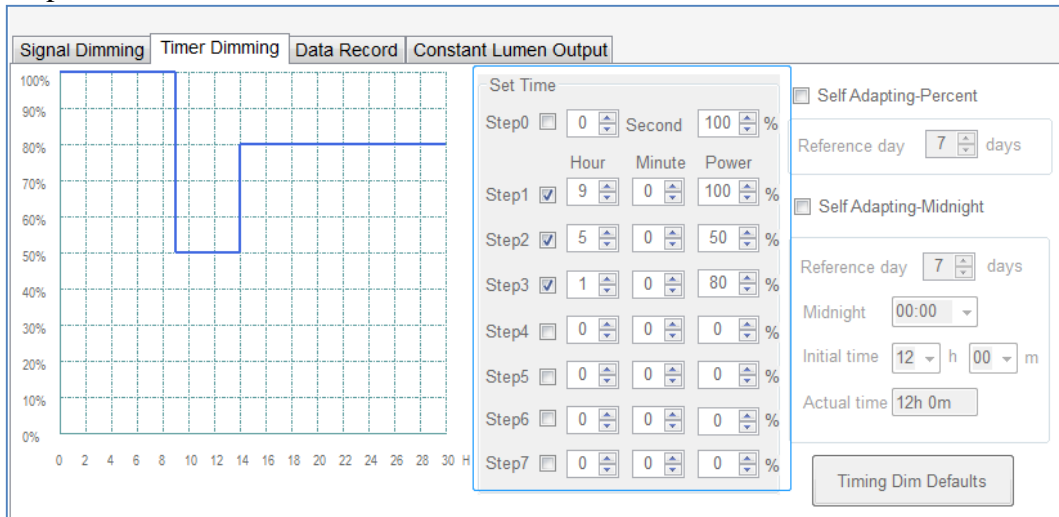 Signal Dimming Timer Dimming Data Record Constant Lumen Output
100%
90%
80%
70%
60%
50%
40%
30%
20%
10%
0%
0 2 4 6 8 10 12 14 16 18 20 22 24 26 28 30 H
Set Time
Step0 0 Second 100 %
Hour Minute Power
Step1 9 0 100 %
Step2 5 0 50 %
Step3 1 0 80 %
Step4 0 0 0 %
Step5 0 0 0 %
Step6 0 0 0 %
Step7 0 0 0 %
Self Adapting-Percent
Reference day 7 days
Self Adapting-Midnight
Reference day 7 days
Midnight 00:00
Initial time 12 h 00 m
Actual time 12h 0m
Timing Dim Defaults